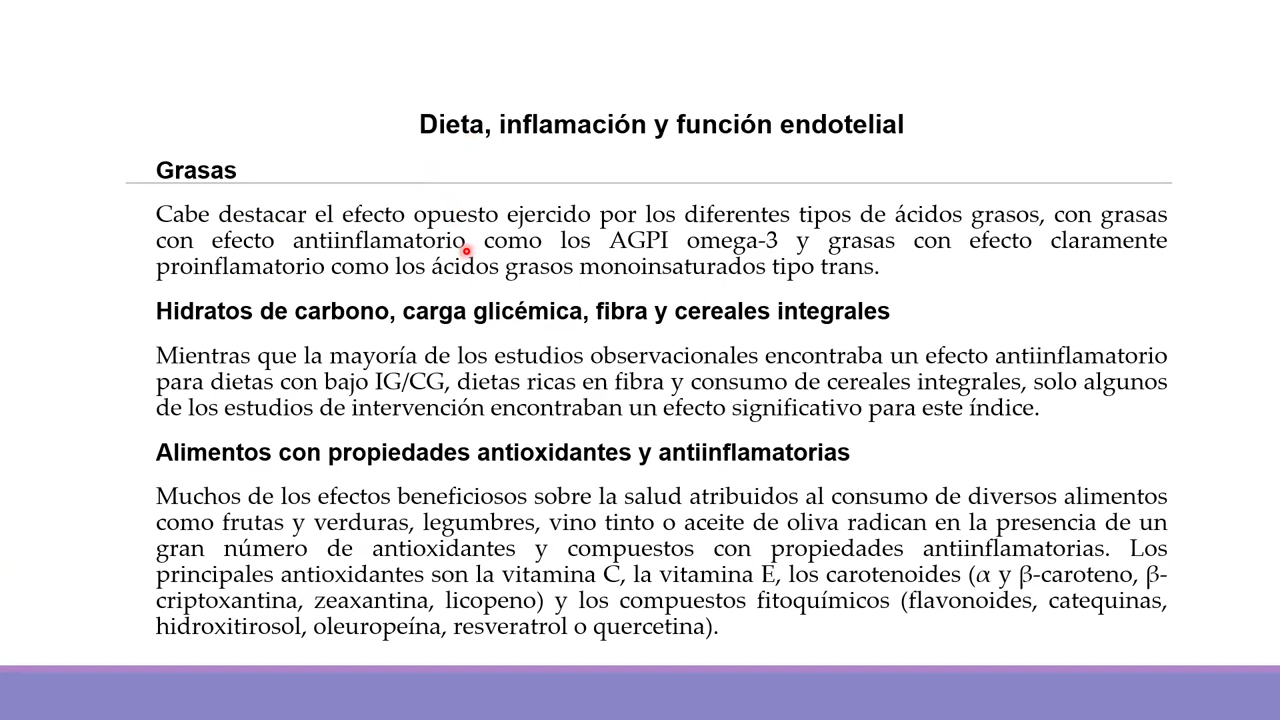 Dieta, inflamación y función endotelial
Grasas
Cabe destacar el efecto opuesto ejercido por los diferentes tipos de ácidos grasos, con grasas
con efecto antiinflamatorio como los AGPI omega-3 y grasas con efecto claramente
proinflamatorio como los ácidos grasos monoinsaturados tipo trans.
Hidratos de carbono, carga glicémica, fibra y cereales integrales
Mientras que la mayoría de los estudios observacionales encontraba un efecto antiinflamatorio
para dietas con bajo IG/CG, dietas ricas en fibra y consumo de cereales integrales, solo algunos
de los estudios de intervención encontraban un efecto significativo para este índice.
Alimentos con propiedades antioxidantes y antiinflamatorias
Muchos de los efectos beneficiosos sobre la salud atribuidos al consumo de diversos alimentos
como frutas y verduras, legumbres, vino tinto o aceite de oliva radican en la presencia de un
gran número de antioxidantes y compuestos con propiedades antiinflamatorias. Los
principales antioxidantes son la vitamina C, la vitamina E, los carotenoides (α y β-caroteno, β-
criptoxantina, zeaxantina, licopeno) y los compuestos fitoquímicos (flavonoides, catequinas,
hidroxitirosol, oleuropeína, resveratrol o quercetina).